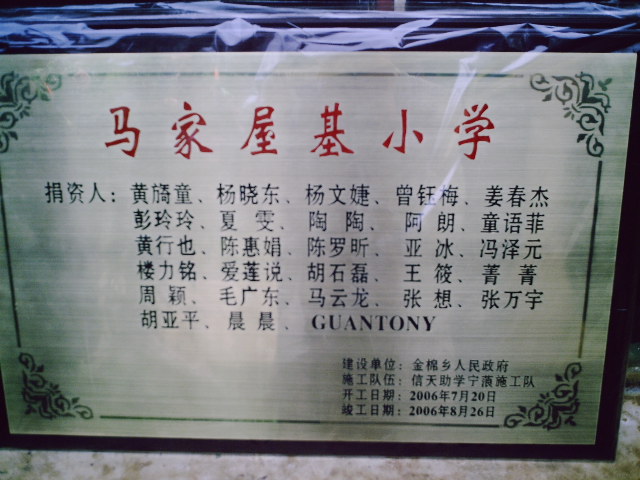 马家屋基小学
捐资人：黄旖童、杨晓东、杨文婕、曾钰梅、姜春杰
彭玲玲、夏 雯、陶 陶、阿 朗、童语菲
黄行也、陈惠娟、陈罗昕、亚 冰、冯泽元
楼力铭、爱莲说、胡石磊、王 筱、菁 菁
周 颖、毛广东、马云龙、张 想、张万宇
胡亚平、晨 晨、GUANTONY
建设单位：金棉乡人民政府
施工队伍：信天助学宁蒗施工队
开工日期：2006年7月20日
竣工日期：2006年8月26日